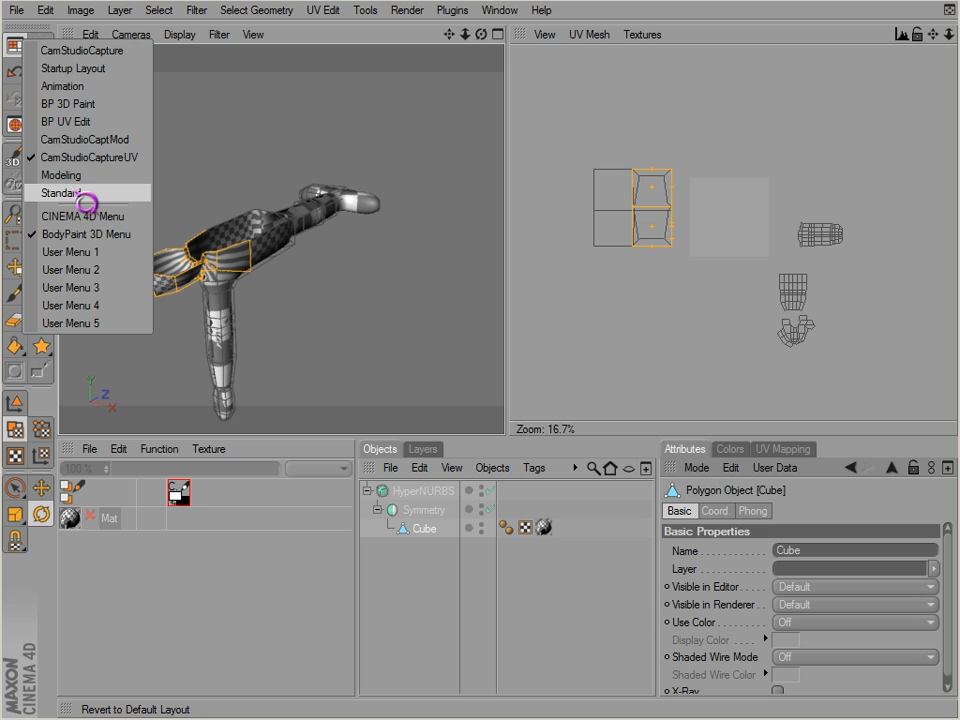 File Edit Image Layer Select Filter Select Geometry UV Edit Tools Render Plugins Window Help
Edit Cameras Display Filter View
View UV Mesh Textures
CamStudioCapture
Startup Layout
Animation
BP 3D Paint
BP UV Edit
CamStudioCaptMod
CamStudioCaptureUV
Modeling
Standard
CINEMA 4D Menu
BodyPaint 3D Menu
User Menu 1
User Menu 2
User Menu 3
User Menu 4
User Menu 5
3D
Y
Z
X
Zoom: 16.7%
File Edit Function Texture
100 %
C..
Mat
Objects Layers
File Edit View Objects Tags
HyperNURBS
Symmetry
Cube
Attributes Colors UV Mapping
Mode Edit User Data
Polygon Object [Cube]
Basic Coord. Phong
Basic Properties
Name . . . . . . . . . . . . Cube
Layer . . . . . . . . . . . .
Visible in Editor . . . . . Default
Visible in Renderer . . Default
Use Color . . . . . . . . . Off
Display Color . . . .
Shaded Wire Mode Off
Shaded Wire Color .
X-Ray
MAXON
CINEMA 4D
Revert to Default Layout